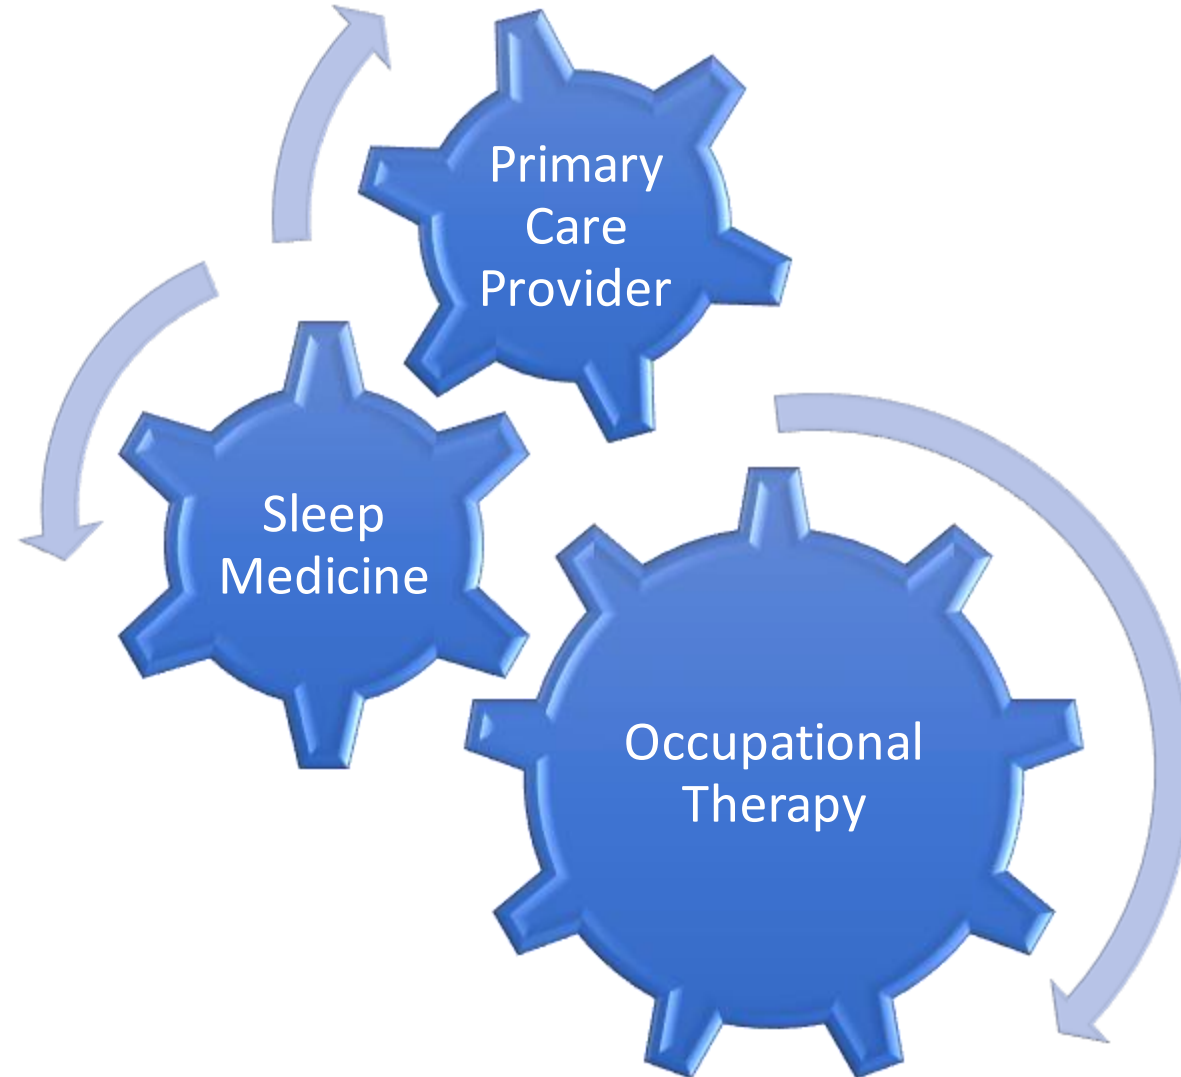 Primary
Care
Provider
Sleep
Medicine
Occupational
Therapy